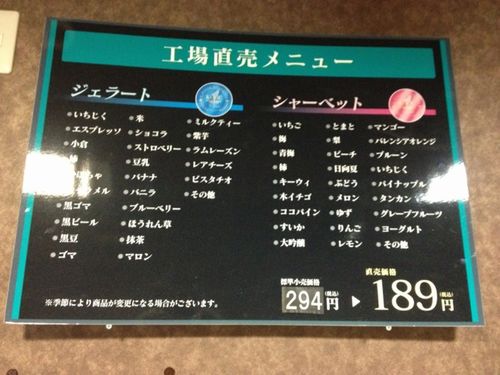 工場直売メニュー
ジェラート
いちじく
エスプレッソ
小倉
柿
黒ゴマ
黒ビール
黒豆
ゴマ
米
ショコラ
ストロベリー
豆乳
バナナ
バニラ
ブルーベリー
ほうれん草
抹茶
マロン
ミルクティー
紫芋
ラムレーズン
レアチーズ
ピスタチオ
その他
シャーベット
いちご
梅
青梅
柿
キーウィ
木イチゴ
ココパイン
すいか
大吟醸
とまと
梨
ピーチ
日向夏
ぶどう
メロン
ゆず
りんご
レモン
マンゴー
バレンシアオレンジ
プルーン
いちじく
パイナップル
タンカン
グレープフルーツ
ヨーグルト
その他
※季節により商品が変更になる場合がございます。
標準小売価格
294円(税込)
▶
直売価格
189円(税込)